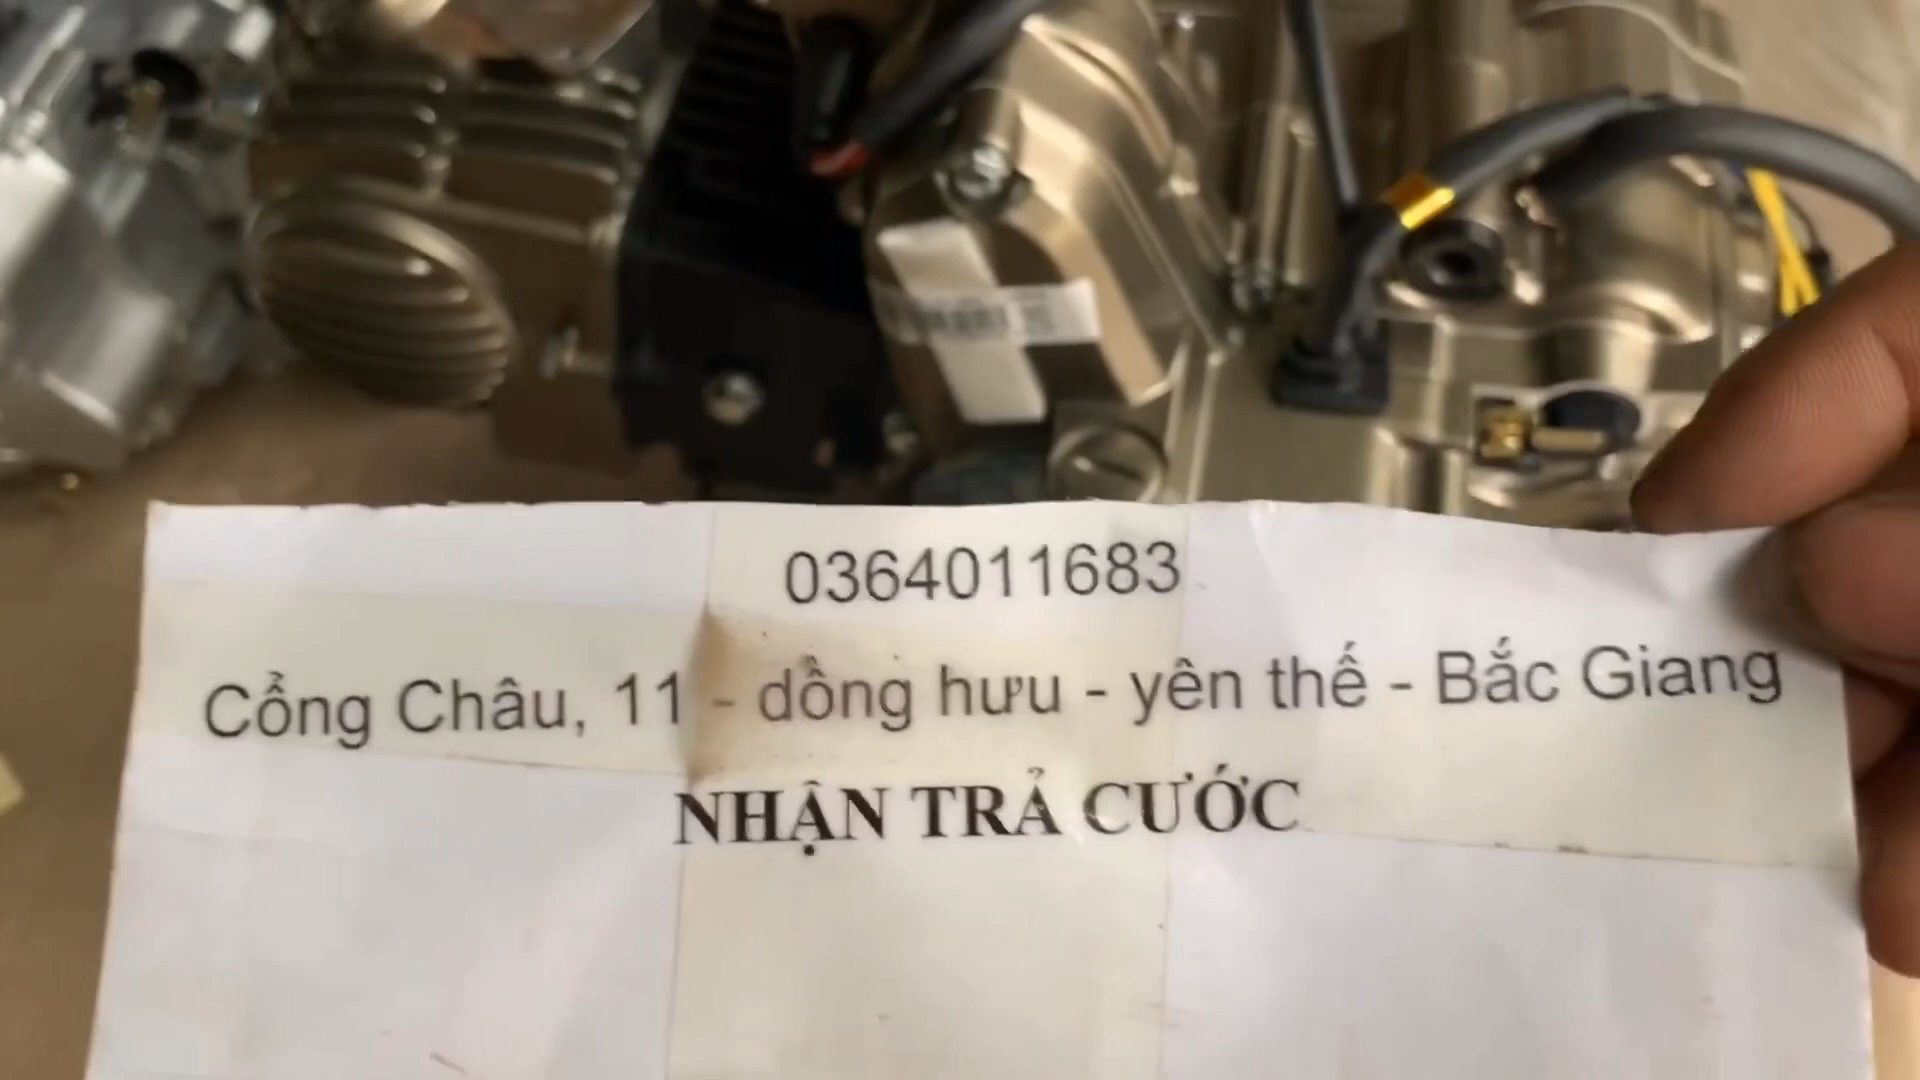 0364011683
Cổng Châu, 11 - dồng hưu - yên thế - Bắc Giang
NHẬN TRẢ CƯỚC